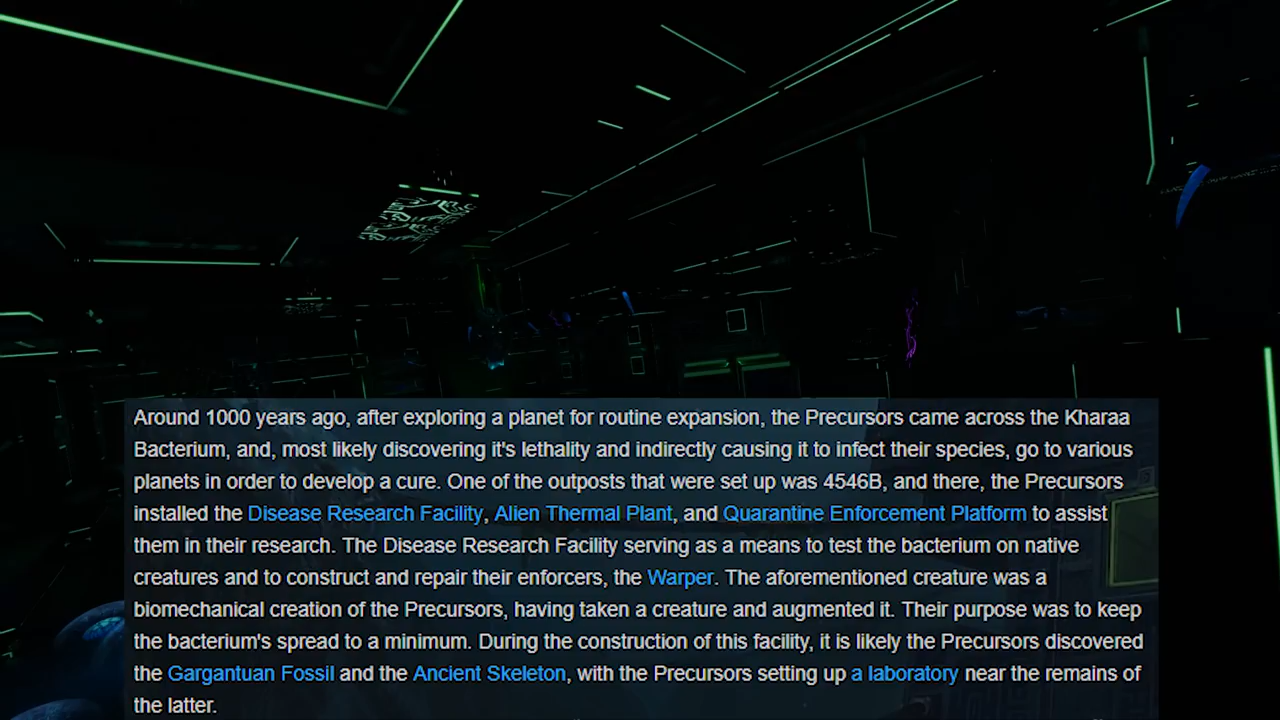 Around 1000 years ago, after exploring a planet for routine expansion, the Precursors came across the Kharaa
Bacterium, and, most likely discovering it's lethality and indirectly causing it to infect their species, go to various
planets in order to develop a cure. One of the outposts that were set up was 4546B, and there, the Precursors
installed the Disease Research Facility, Alien Thermal Plant, and Quarantine Enforcement Platform to assist
them in their research. The Disease Research Facility serving as a means to test the bacterium on native
creatures and to construct and repair their enforcers, the Warper. The aforementioned creature was a
biomechanical creation of the Precursors, having taken a creature and augmented it. Their purpose was to keep
the bacterium's spread to a minimum. During the construction of this facility, it is likely the Precursors discovered
the Gargantuan Fossil and the Ancient Skeleton, with the Precursors setting up a laboratory near the remains of
the latter.